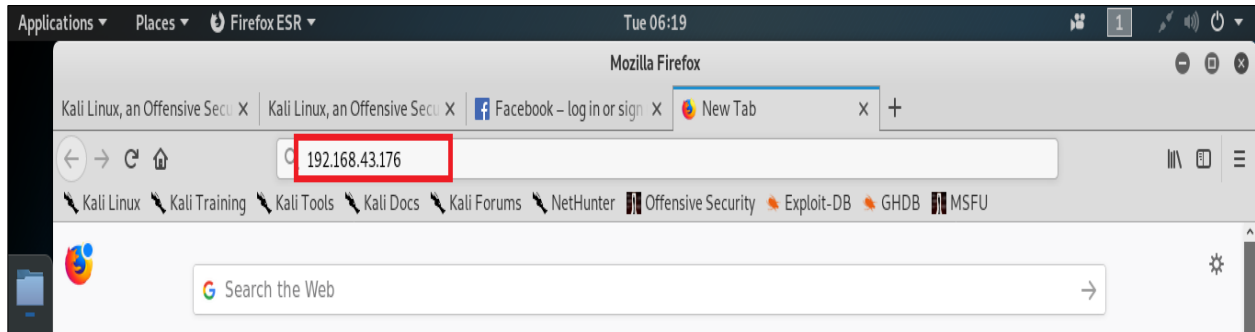 Applications Places Firefox ESR Tue 06:19 1
Mozilla Firefox
Kali Linux, an Offensive Secu Kali Linux, an Offensive Secu Facebook – log in or sign New Tab
192.168.43.176
Kali Linux Kali Training Kali Tools Kali Docs Kali Forums NetHunter Offensive Security Exploit-DB GHDB MSFU
Search the Web